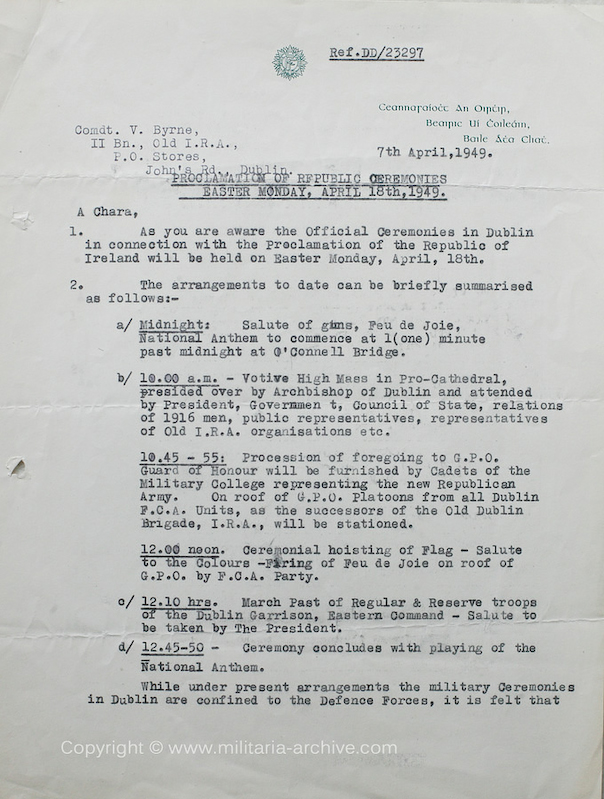 Ref.DD/23297
Ceannaraíocht An Oirthir,
Beairic Uí Choileáin,
Baile Átha Cliath.
Comdt. V. Byrne,
II Bn., Old I.R.A.,
P.O. Stores,
John's Rd., Dublin.
7th April,1949.
PROCLAMATION OF REPUBLIC CEREMONIES
EASTER MONDAY, APRIL 18th,1949.
A Chara,
1. As you are aware the Official Ceremonies in Dublin
in connection with the Proclamation of the Republic of
Ireland will be held on Easter Monday, April, 18th.
2. The arrangements to date can be briefly summarised
as follows:-
a/ Midnight: Salute of guns, Feu de Joie,
National Anthem to commence at 1(one) minute
past midnight at O'Connell Bridge.
b/ 10.00 a.m. - Votive High Mass in Pro-Cathedral,
presided over by Archbishop of Dublin and attended
by President, Governmen t, Council of State, relations
of 1916 men, public representatives, representatives
of Old I.R.A. organisations etc.
10.45 - 55: Procession of foregoing to G.P.O.
Guard of Honour will be furnished by Cadets of the
Military College representing the new Republican
Army. On roof of G.P.O. Platoons from all Dublin
F.C.A. Units, as the successors of the Old Dublin
Brigade, I.R.A., will be stationed.
12.00 noon. Ceremonial hoisting of Flag - Salute
to the Colours -Firing of Feu de Joie on roof of
G.P.O. by F.C.A. Party.
c/ 12.10 hrs. March Past of Regular & Reserve troops
of the Dublin Garrison, Eastern Command - Salute to
be taken by The President.
d/ 12.45-50 - Ceremony concludes with playing of the
National Anthem.
While under present arrangements the military Ceremonies
in Dublin are confined to the Defence Forces, it is felt that
Copyright © www.militaria-archive.com